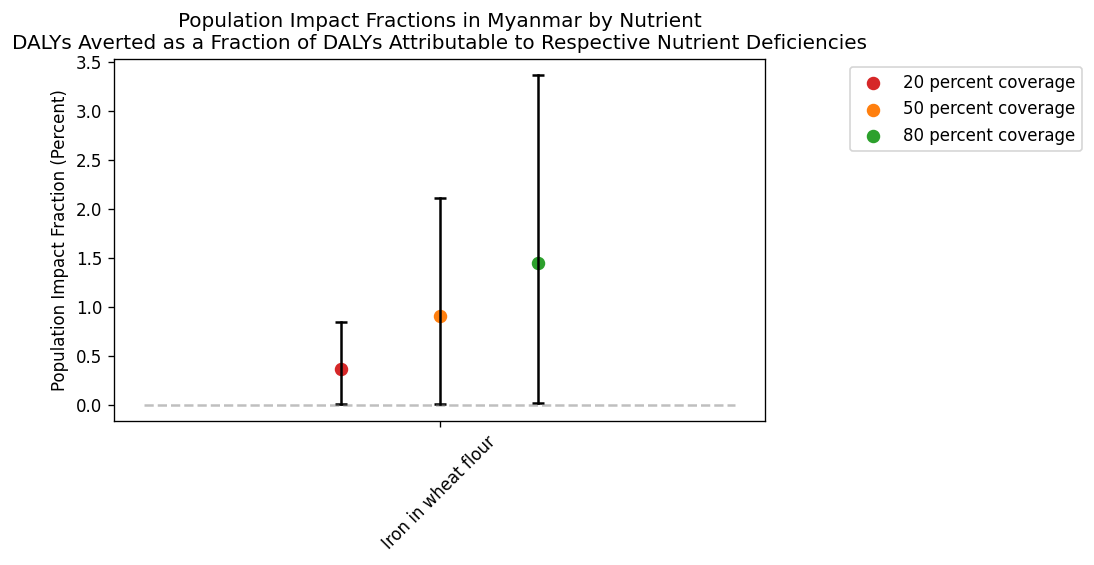 Population Impact Fractions in Myanmar by Nutrient
DALYs Averted as a Fraction of DALYs Attributable to Respective Nutrient Deficiencies
20 percent coverage
50 percent coverage
80 percent coverage
Population Impact Fraction (Percent)
3.5
3.0
2.5
2.0
1.5
1.0
0.5
0.0
Iron in wheat flour